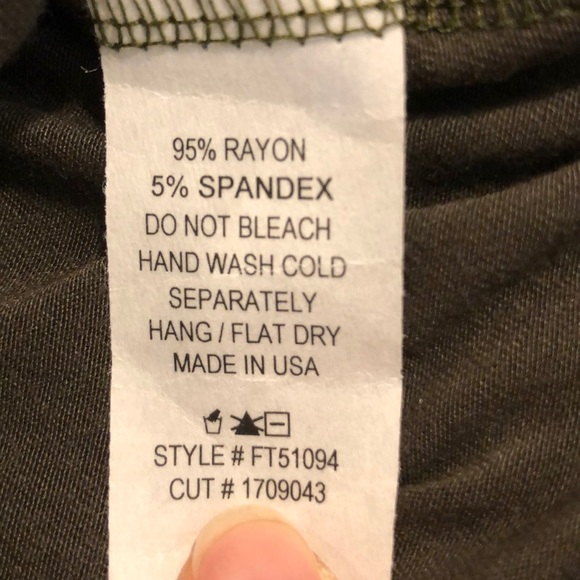 95% RAYON
5% SPANDEX
DO NOT BLEACH
HAND WASH COLD
SEPARATELY
HANG / FLAT DRY
MADE IN USA
STYLE # FT51094
CUT # 1709043